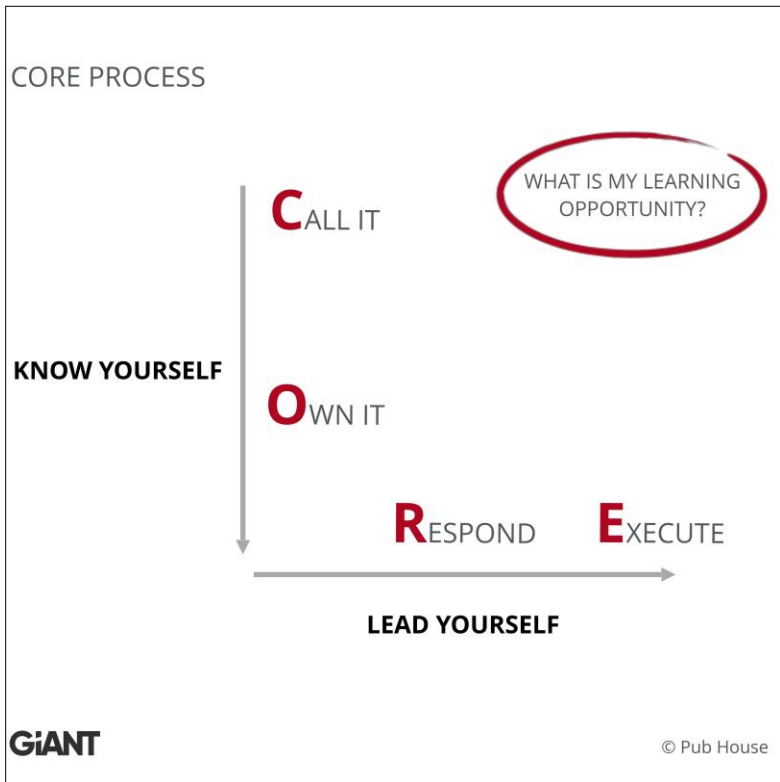 CORE PROCESS
WHAT IS MY LEARNING
OPPORTUNITY?
CALL IT
KNOW YOURSELF
OWN IT
RESPOND
EXECUTE
LEAD YOURSELF
GiANT
© Pub House